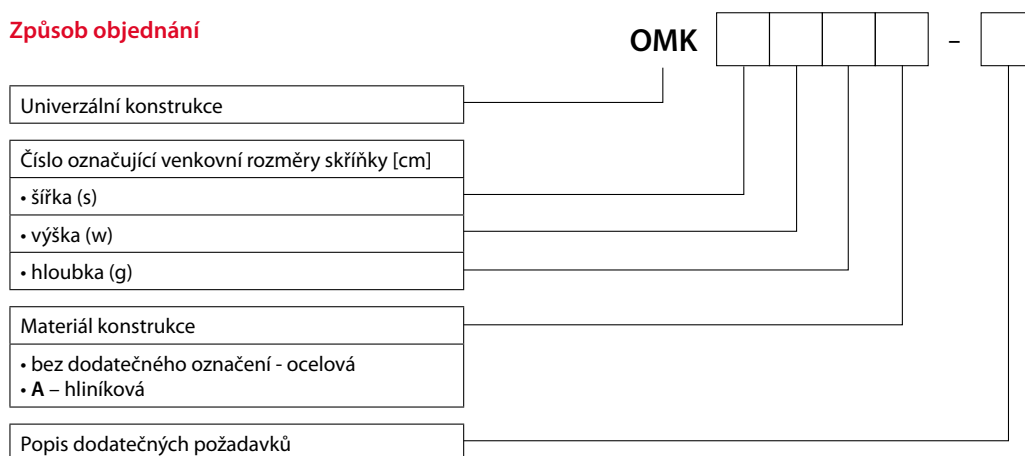 Způsob objednání
OMK –
Univerzální konstrukce
Číslo označující venkovní rozměry skříňky [cm]
• šířka (s)
• výška (w)
• hloubka (g)
Materiál konstrukce
• bez dodatečného označení - ocelová
• A – hliníková
Popis dodatečných požadavků